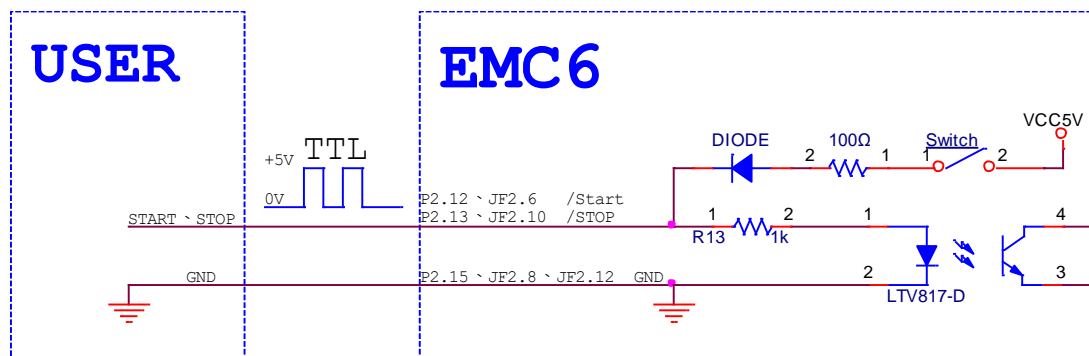 USER
EMC6
VCC5V
DIODE
100Ω
Switch
2
1
1
2
+5V
TTL
0V
P2.12、JF2.6 /Start
P2.13、JF2.10 /STOP
START、STOP
1
2
R13
1k
1
4
GND
P2.15、JF2.8、JF2.12 GND
2
3
LTV817-D